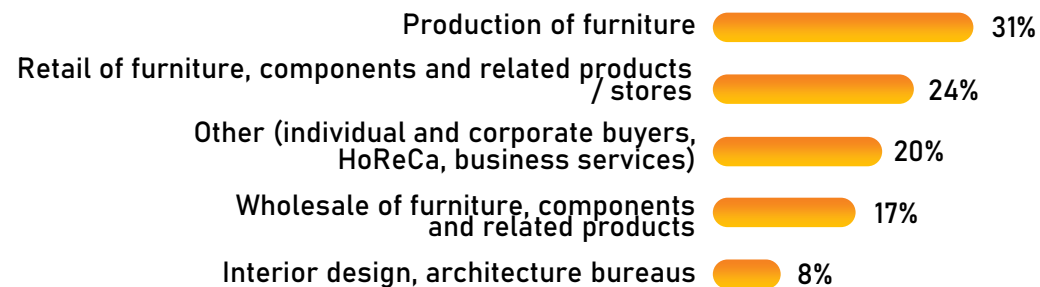 Production of furniture 31%
Retail of furniture, components and related products
/ stores 24%
Other (individual and corporate buyers,
HoReCa, business services) 20%
Wholesale of furniture, components
and related products 17%
Interior design, architecture bureaus 8%